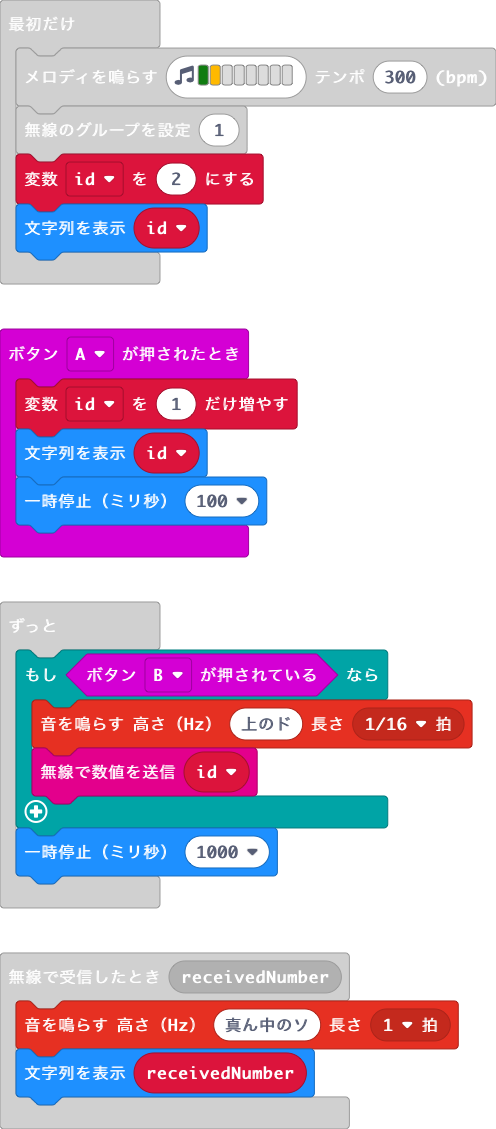 最初だけ
メロディを鳴らす テンポ 300 (bpm)
無線のグループを設定 1
変数 id を 2 にする
文字列を表示 id
ボタン A が押されたとき
変数 id を 1 だけ増やす
文字列を表示 id
一時停止（ミリ秒） 100
ずっと
もし ボタン B が押されている なら
音を鳴らす 高さ（Hz） 上のド 長さ 1/16 拍
無線で数値を送信 id
一時停止（ミリ秒） 1000
無線で受信したとき receivedNumber
音を鳴らす 高さ（Hz） 真ん中のソ 長さ 1 拍
文字列を表示 receivedNumber